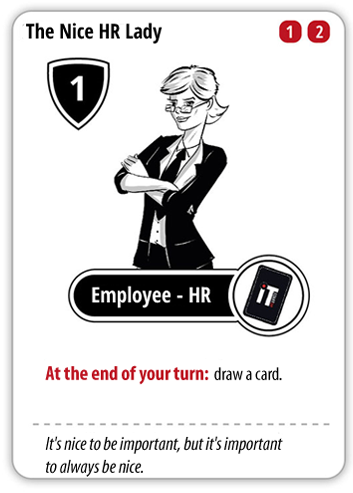 The Nice HR Lady 1 2
1
Employee - HR
iT
At the end of your turn: draw a card.
It's nice to be important, but it's important
to always be nice.